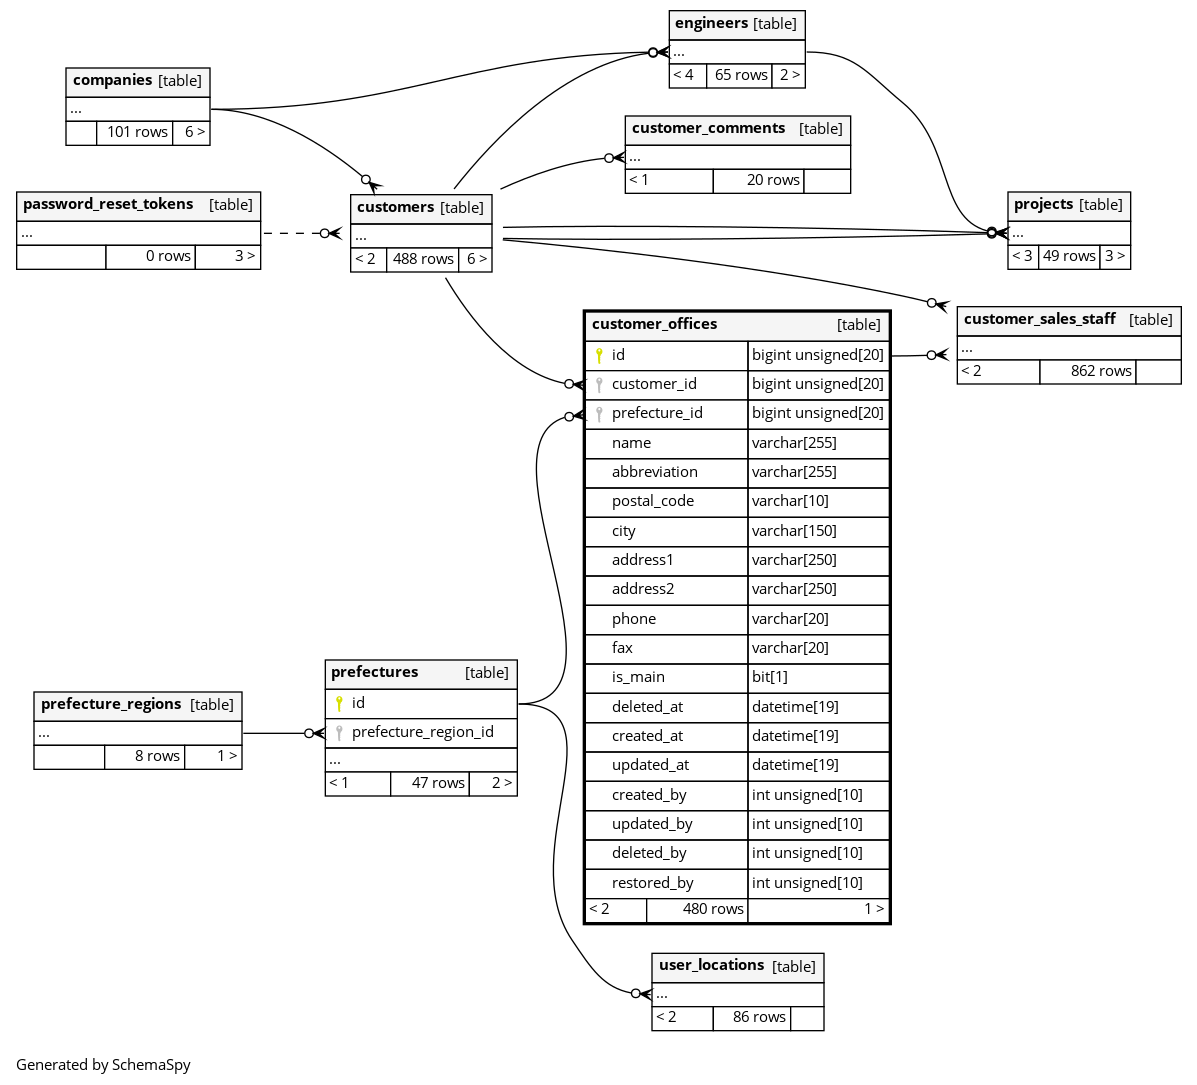 engineers [table]
...
< 4 65 rows 2 >
companies [table]
...
101 rows 6 >
customer_comments [table]
...
< 1 20 rows
password_reset_tokens [table]
...
0 rows 3 >
customers [table]
...
< 2 488 rows 6 >
projects [table]
...
< 3 49 rows 3 >
customer_sales_staff [table]
...
< 2 862 rows
customer_offices [table]
id bigint unsigned[20]
customer_id bigint unsigned[20]
prefecture_id bigint unsigned[20]
name varchar[255]
abbreviation varchar[255]
postal_code varchar[10]
city varchar[150]
address1 varchar[250]
address2 varchar[250]
phone varchar[20]
fax varchar[20]
is_main bit[1]
deleted_at datetime[19]
created_at datetime[19]
updated_at datetime[19]
created_by int unsigned[10]
updated_by int unsigned[10]
deleted_by int unsigned[10]
restored_by int unsigned[10]
< 2 480 rows 1 >
prefectures [table]
id
prefecture_region_id
...
< 1 47 rows 2 >
prefecture_regions [table]
...
8 rows 1 >
user_locations [table]
...
< 2 86 rows
Generated by SchemaSpy